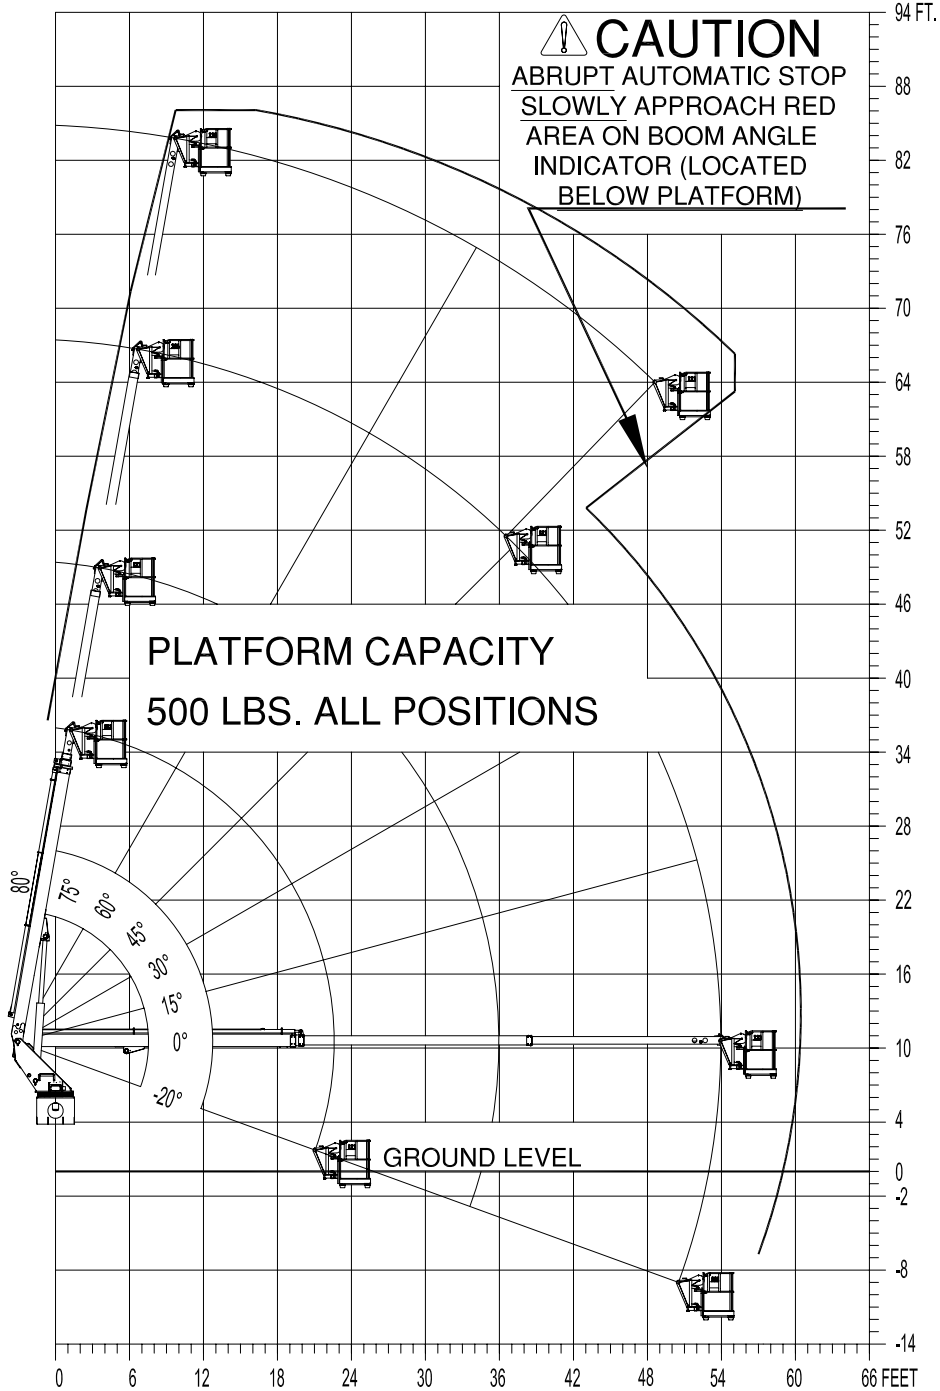 94 FT.
CAUTION
ABRUPT AUTOMATIC STOP
SLOWLY APPROACH RED
AREA ON BOOM ANGLE
INDICATOR (LOCATED
BELOW PLATFORM)
88
82
76
70
64
58
52
46
PLATFORM CAPACITY
500 LBS. ALL POSITIONS
40
34
28
22
16
10
4
0
-2
-8
-14
80°
75°
60°
45°
30°
15°
0°
-20°
GROUND LEVEL
0 6 12 18 24 30 36 42 48 54 60 66 FEET